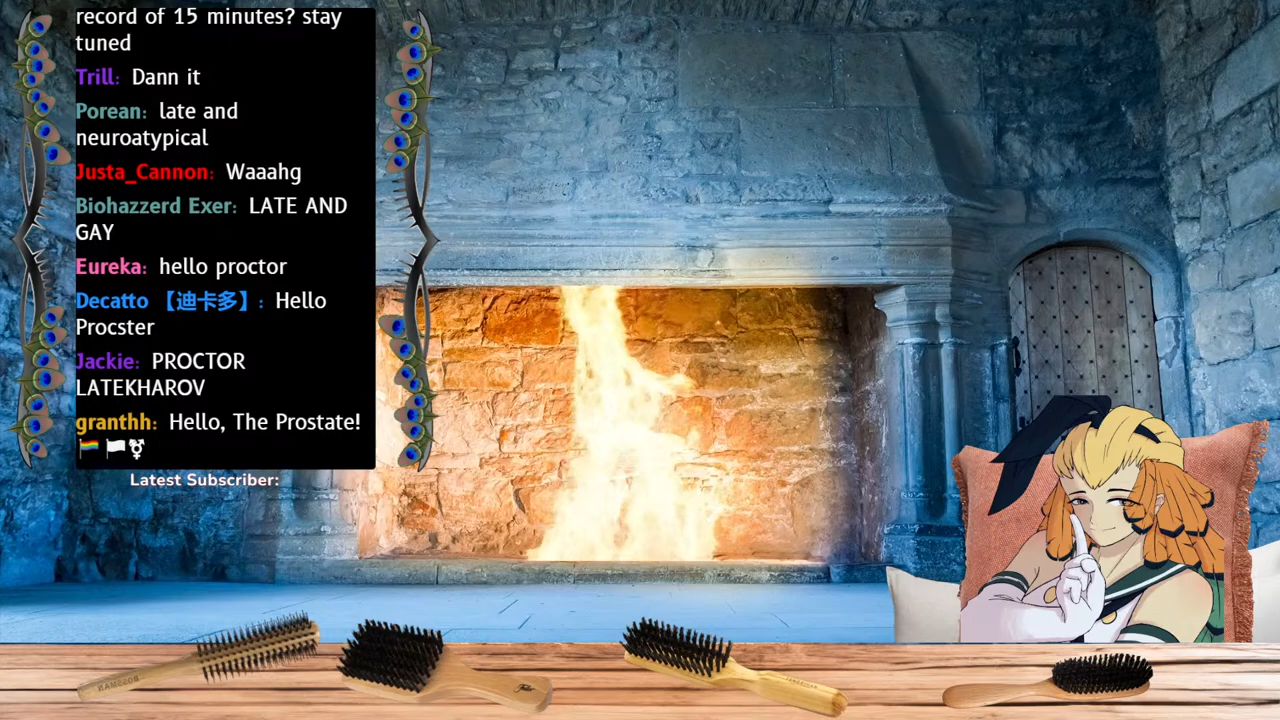 record of 15 minutes? stay
tuned
Trill: Dann it
Porean: late and
neuroatypical
Justa_Cannon: Waaahg
Biohazzerd Exer: LATE AND
GAY
Eureka: hello proctor
Decatto 【迪卡多】: Hello
Procster
Jackie: PROCTOR
LATEKHAROV
granthh: Hello, The Prostate!
🏳️‍🌈 🏳⚧
Latest Subscriber: